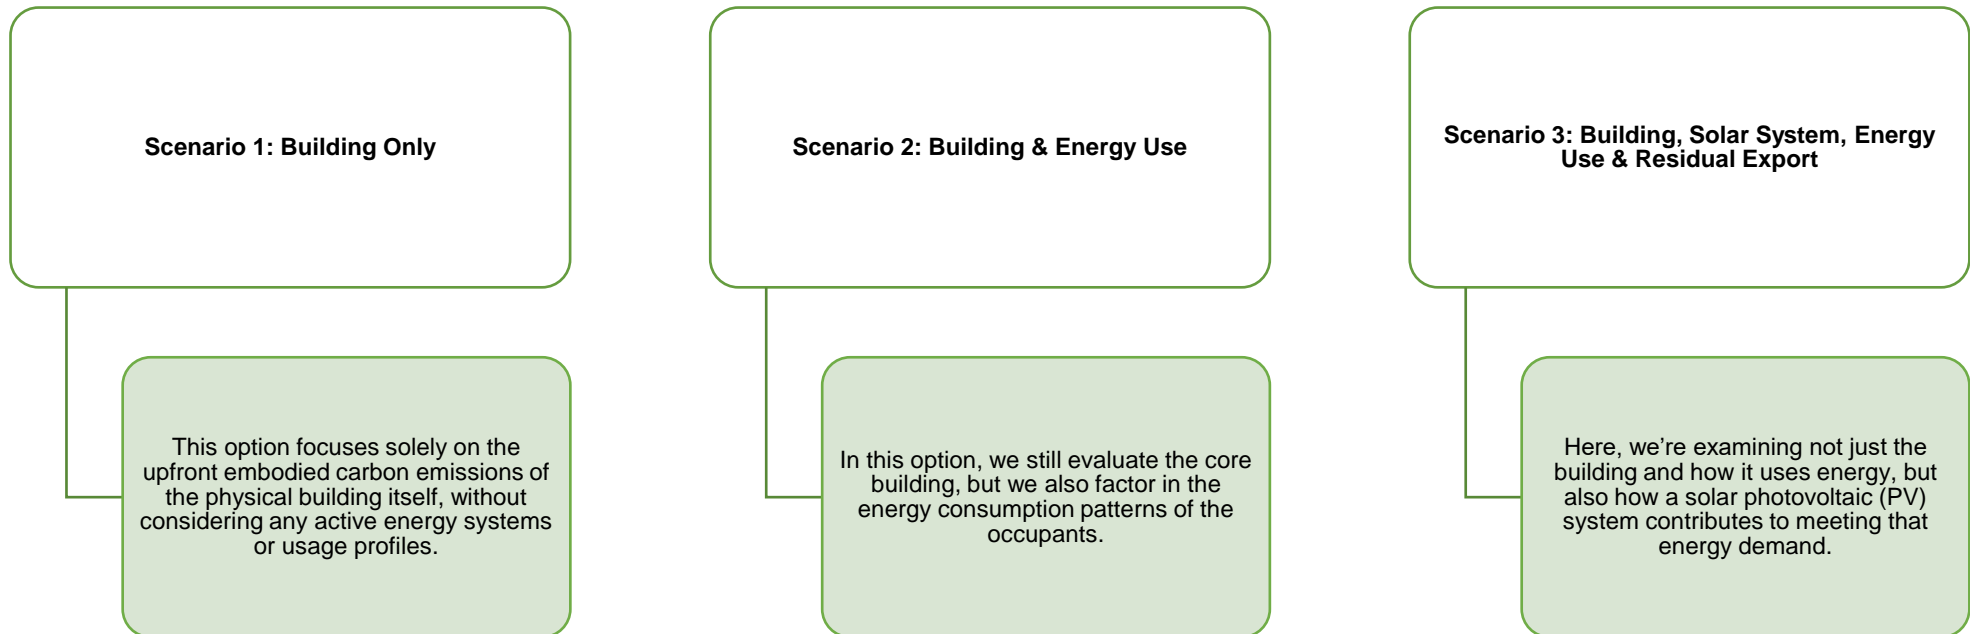 Scenario 1: Building Only
This option focuses solely on the
upfront embodied carbon emissions of
the physical building itself, without
considering any active energy systems
or usage profiles.
Scenario 2: Building & Energy Use
In this option, we still evaluate the core
building, but we also factor in the
energy consumption patterns of the
occupants.
Scenario 3: Building, Solar System, Energy
Use & Residual Export
Here, we’re examining not just the
building and how it uses energy, but
also how a solar photovoltaic (PV)
system contributes to meeting that
energy demand.